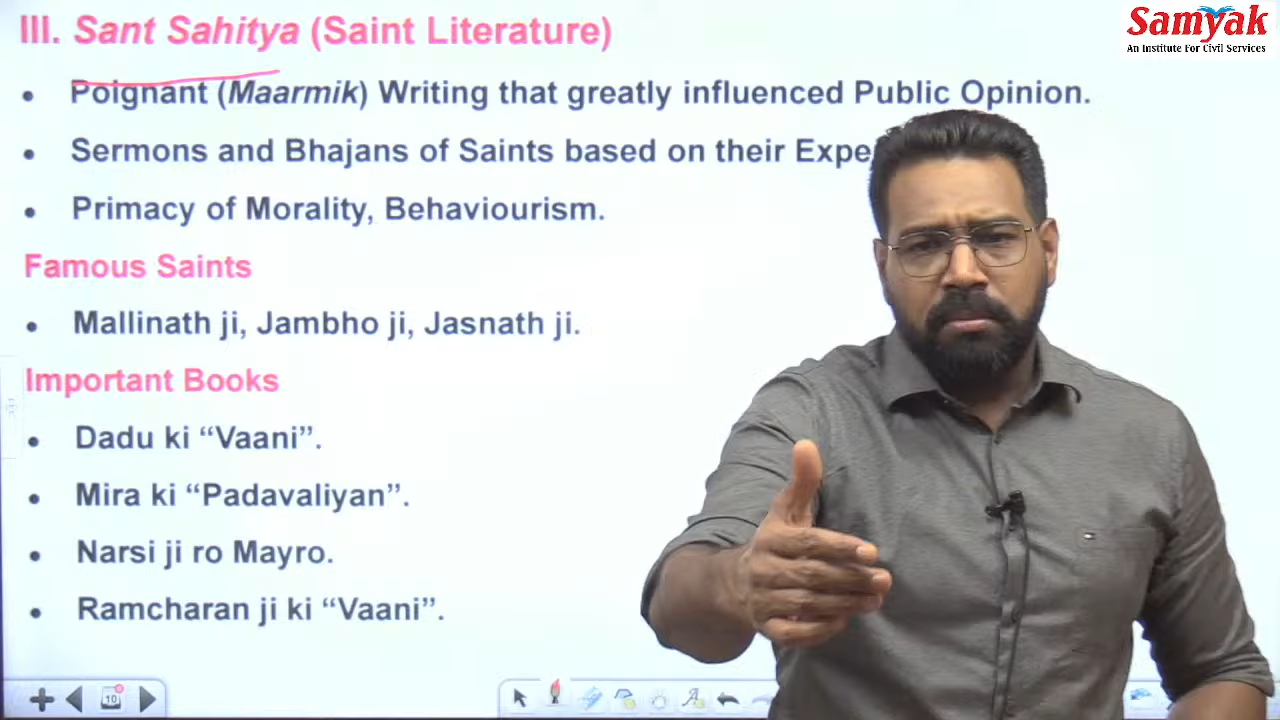 III. Sant Sahitya (Saint Literature)
Samyak
An Institute For Civil Services
• Poignant (Maarmik) Writing that greatly influenced Public Opinion.
• Sermons and Bhajans of Saints based on their
• Primacy of Morality, Behaviourism.
Famous Saints
• Mallinath ji, Jambho ji, Jasnath ji.
Important Books
• Dadu ki “Vaani”.
• Mira ki “Padavaliyan”.
• Narsi ji ro Mayro.
• Ramcharan ji ki “Vaani”.
10